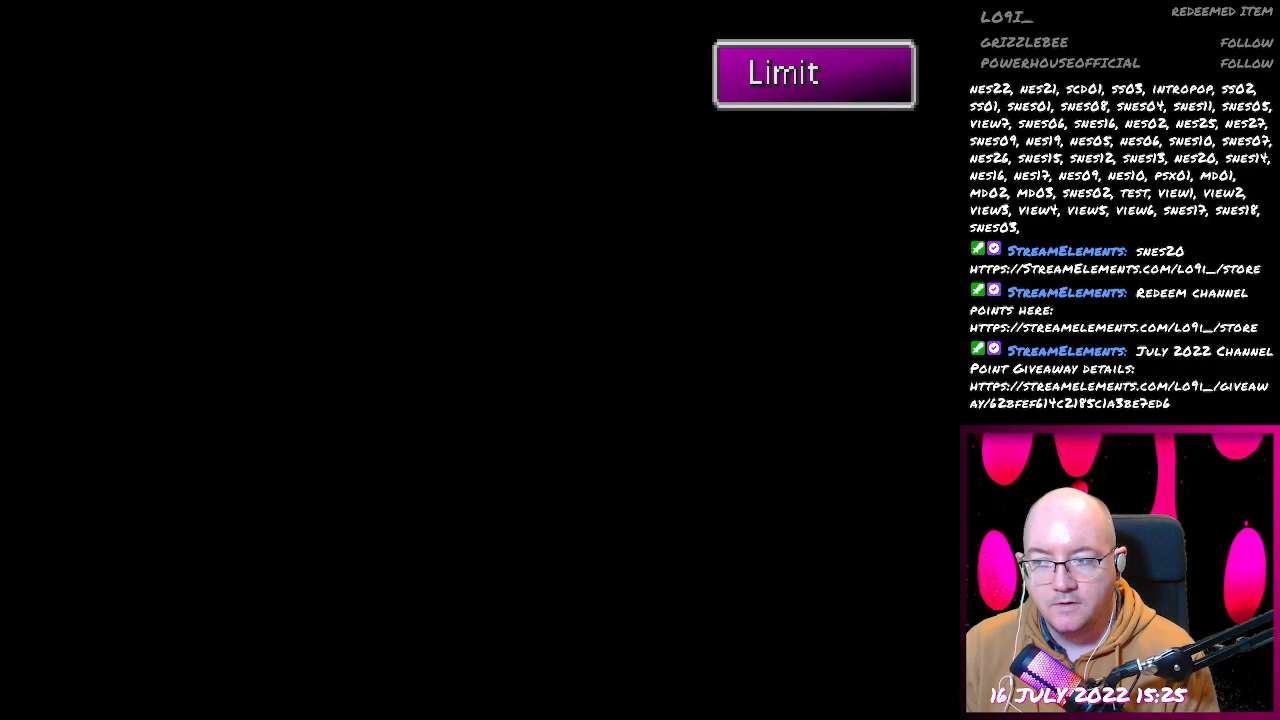 Limit
LO9I_ REDEEMED ITEM
GRIZZLEBEE FOLLOW
POWERHOUSEOFFICIAL FOLLOW
NES22, NES21, SCD01, SS03, INTROPOP, SS02,
SS01, SNES01, SNES08, SNES04, SNES11, SNES05,
VIEW7, SNES06, SNES16, NES02, NES25, NES27,
SNES09, NES19, NES05, NES06, SNES10, SNES07,
NES26, SNES15, SNES12, SNES13, NES20, SNES14,
NES16, NES17, NES09, NES10, PSX01, MD01,
MD02, MD03, SNES02, TEST, VIEW1, VIEW2,
VIEW3, VIEW4, VIEW5, VIEW6, SNES17, SNES18,
SNES03,
StreamElements: SNES20
https://StreamElements.com/lo9i_/store
StreamElements: Redeem channel
points here:
https://streamelements.com/lo9i_/store
StreamElements: July 2022 Channel
Point Giveaway details:
https://streamelements.com/lo9i_/giveaw
ay/62bfef614c2185c1a3be7ed6
16 JULY 2022 15:25